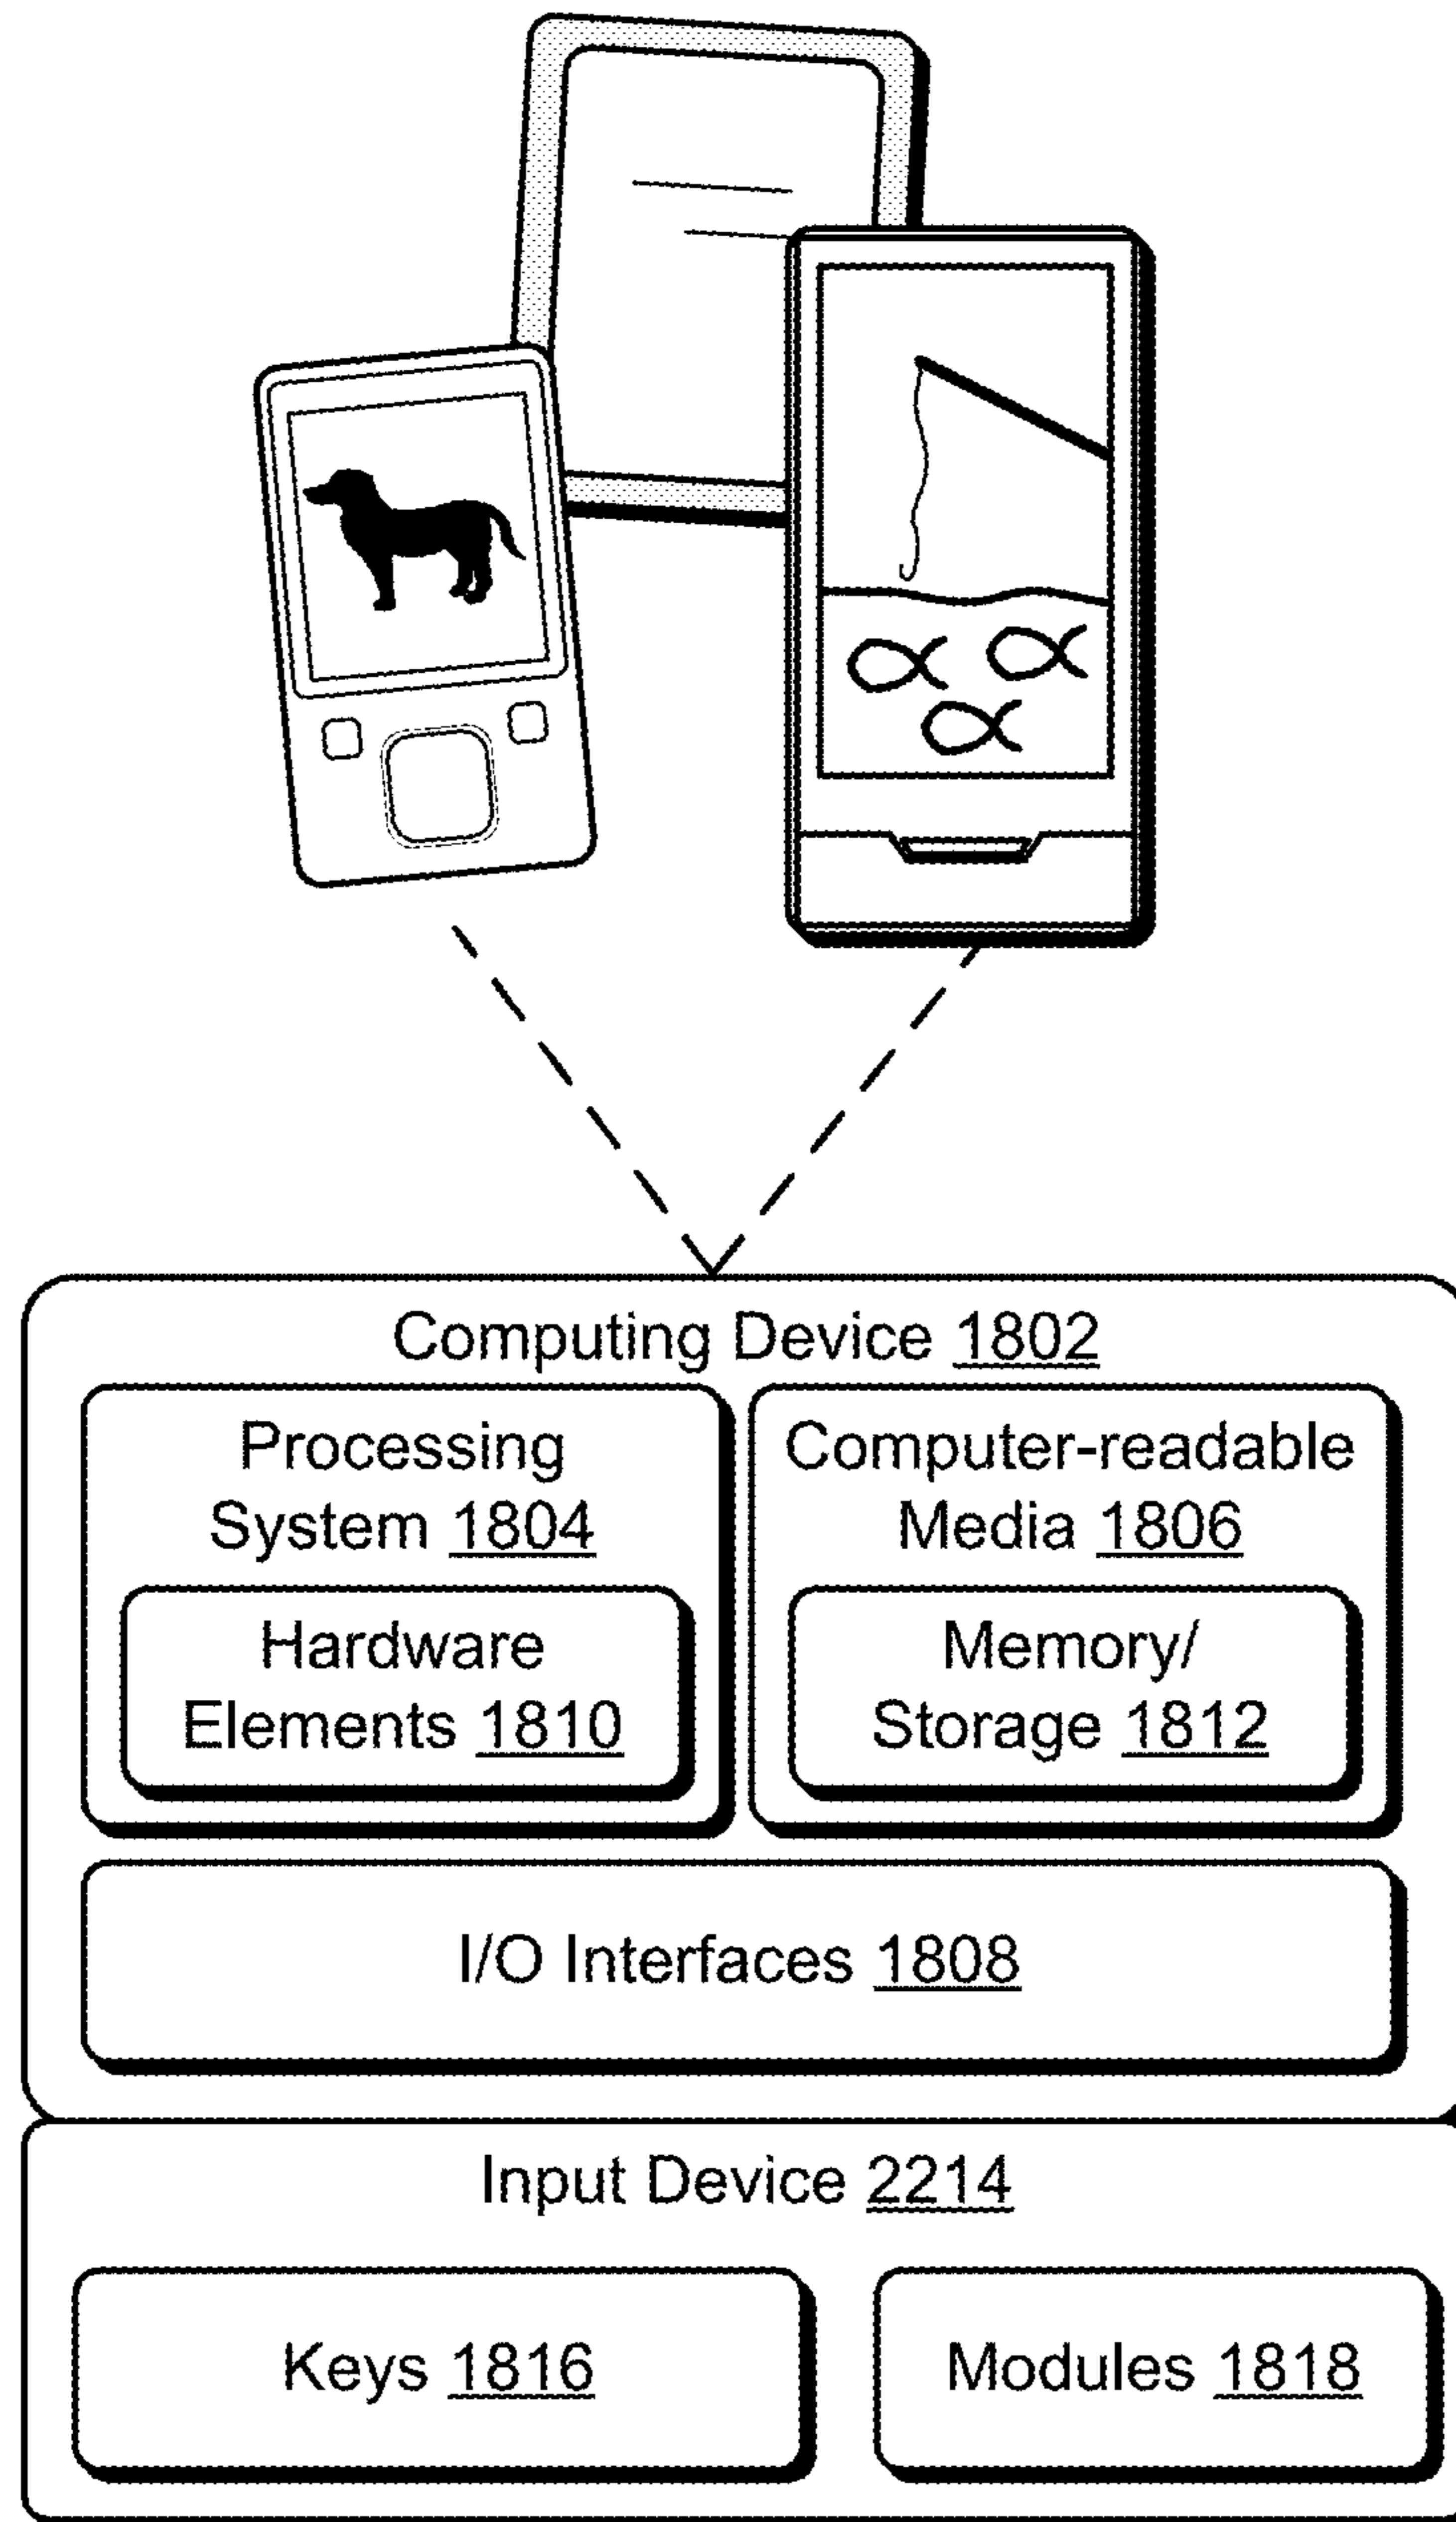 Computing Device 1802
Processing
System 1804
Hardware
Elements 1810
Computer-readable
Media 1806
Memory/
Storage 1812
I/O Interfaces 1808
Input Device 2214
Keys 1816
Modules 1818